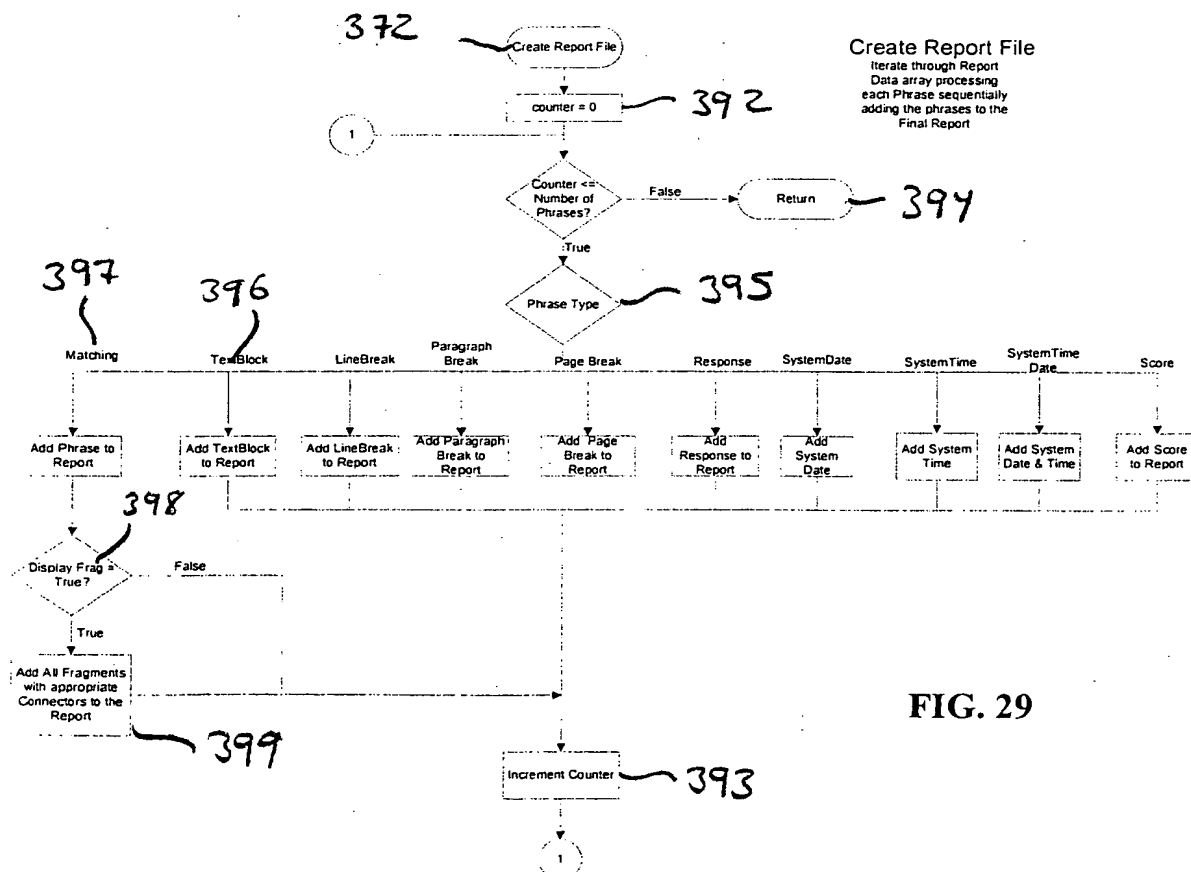 372
Create Report File
Create Report File
Iterate through Report
Data array processing
each Phrase sequentially
adding the phrases to the
Final Report
counter = 0
392
1
Counter <=
Number of
Phrases?
False
Return
394
True
Phrase Type
395
397
396
Matching
TextBlock
LineBreak
Paragraph
Break
Page Break
Response
SystemDate
SystemTime
SystemTime
Date
Score
Add Phrase to
Report
Add TextBlock
to Report
Add LineBreak
to Report
Add Paragraph
Break to
Report
Add Page
Break to
Report
Add
Response to
Report
Add
System
Date
Add System
Time
Add System
Date & Time
Add Score
to Report
398
Display Frag =
True?
False
True
Add All Fragments
with appropriate
Connectors to the
Report
399
FIG. 29
Increment Counter
393
1